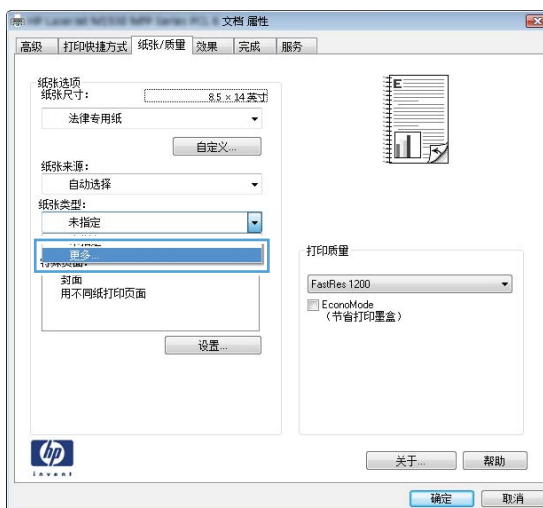 文档 属性
高级 打印快捷方式 纸张/质量 效果 完成 服务
纸张选项
纸张尺寸：
8.5 × 14 英寸
法律专用纸
自定义...
纸张来源：
自动选择
纸张类型：
未指定
更多...
封面
用不同纸打印页面
设置...
E
打印质量
FastRes 1200
EconoMode
（节省打印墨盒）
hp
invent
关于...
帮助
确定
取消